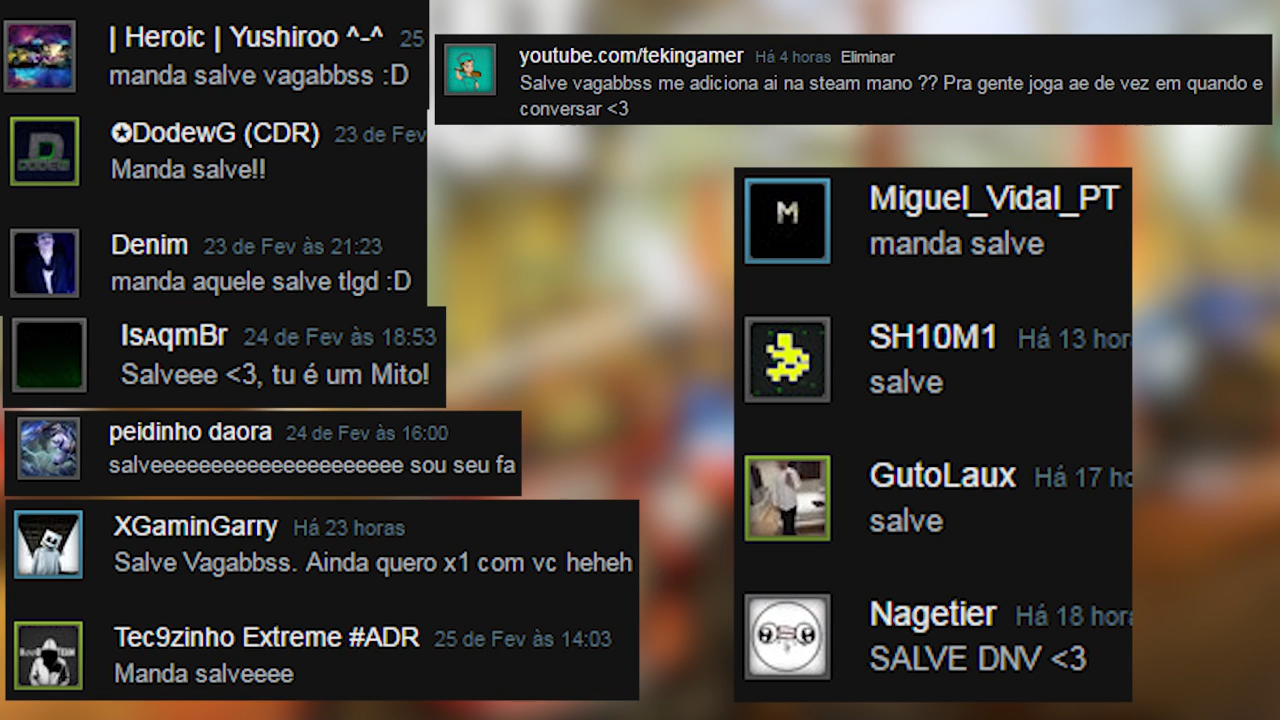 | Heroic | Yushiroo ^-^ 25
manda salve vagabbss :D
✪DodewG (CDR) 23 de Fev
Manda salve!!
Denim 23 de Fev às 21:23
manda aquele salve tlgd :D
IsᴀqmBr 24 de Fev às 18:53
Salveee <3, tu é um Mito!
peidinho daora 24 de Fev às 16:00
salveeeeeeeeeeeeeeeeeeeee sou seu fa
XGaminGarry Há 23 horas
Salve Vagabbss. Ainda quero x1 com vc heheh
Tec9zinho Extreme #ADR 25 de Fev às 14:03
Manda salveeee
youtube.com/tekingamer Há 4 horas Eliminar
Salve vagabbss me adiciona ai na steam mano ?? Pra gente joga ae de vez em quando e
conversar <3
M
Miguel_Vidal_PT
manda salve
SH10M1 Há 13 hor
salve
GutoLaux Há 17 ho
salve
Nagetier Há 18 hor
SALVE DNV <3